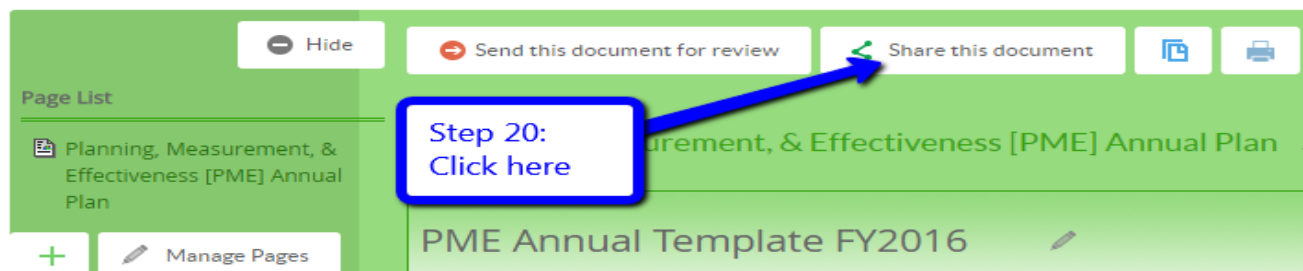 Hide
Send this document for review
Share this document
Page List
Planning, Measurement, &
Effectiveness [PME] Annual
Plan
Step 20:
Click here
urement, & Effectiveness [PME] Annual Plan
Manage Pages
PME Annual Template FY2016